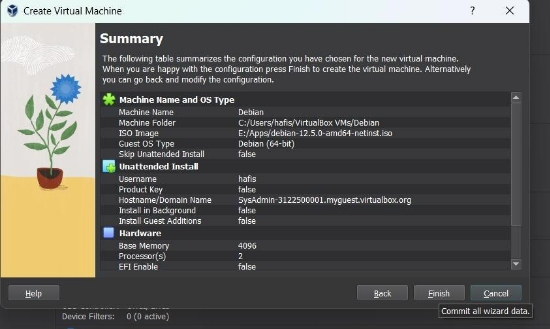 Create Virtual Machine
?
Summary
The following table summarizes the configuration you have chosen for the new virtual machine.
When you are happy with the configuration press Finish to create the virtual machine. Alternatively
you can go back and modify the configuration.
Machine Name and OS Type
Machine Name Debian
Machine Folder C:/Users/hafis/VirtualBox VMs/Debian
ISO Image E:/Apps/debian-12.5.0-amd64-netinst.iso
Guest OS Type Debian (64-bit)
Skip Unattended Install false
Unattended Install
Username hafis
Product Key false
Hostname/Domain Name SysAdmin-3122500001.myguest.virtualbox.org
Install in Background false
Install Guest Additions false
Hardware
Base Memory 4096
Processor(s) 2
EFI Enable false
Help Back Finish Cancel
Commit all wizard data.
Device Filters: 0 (0 active)